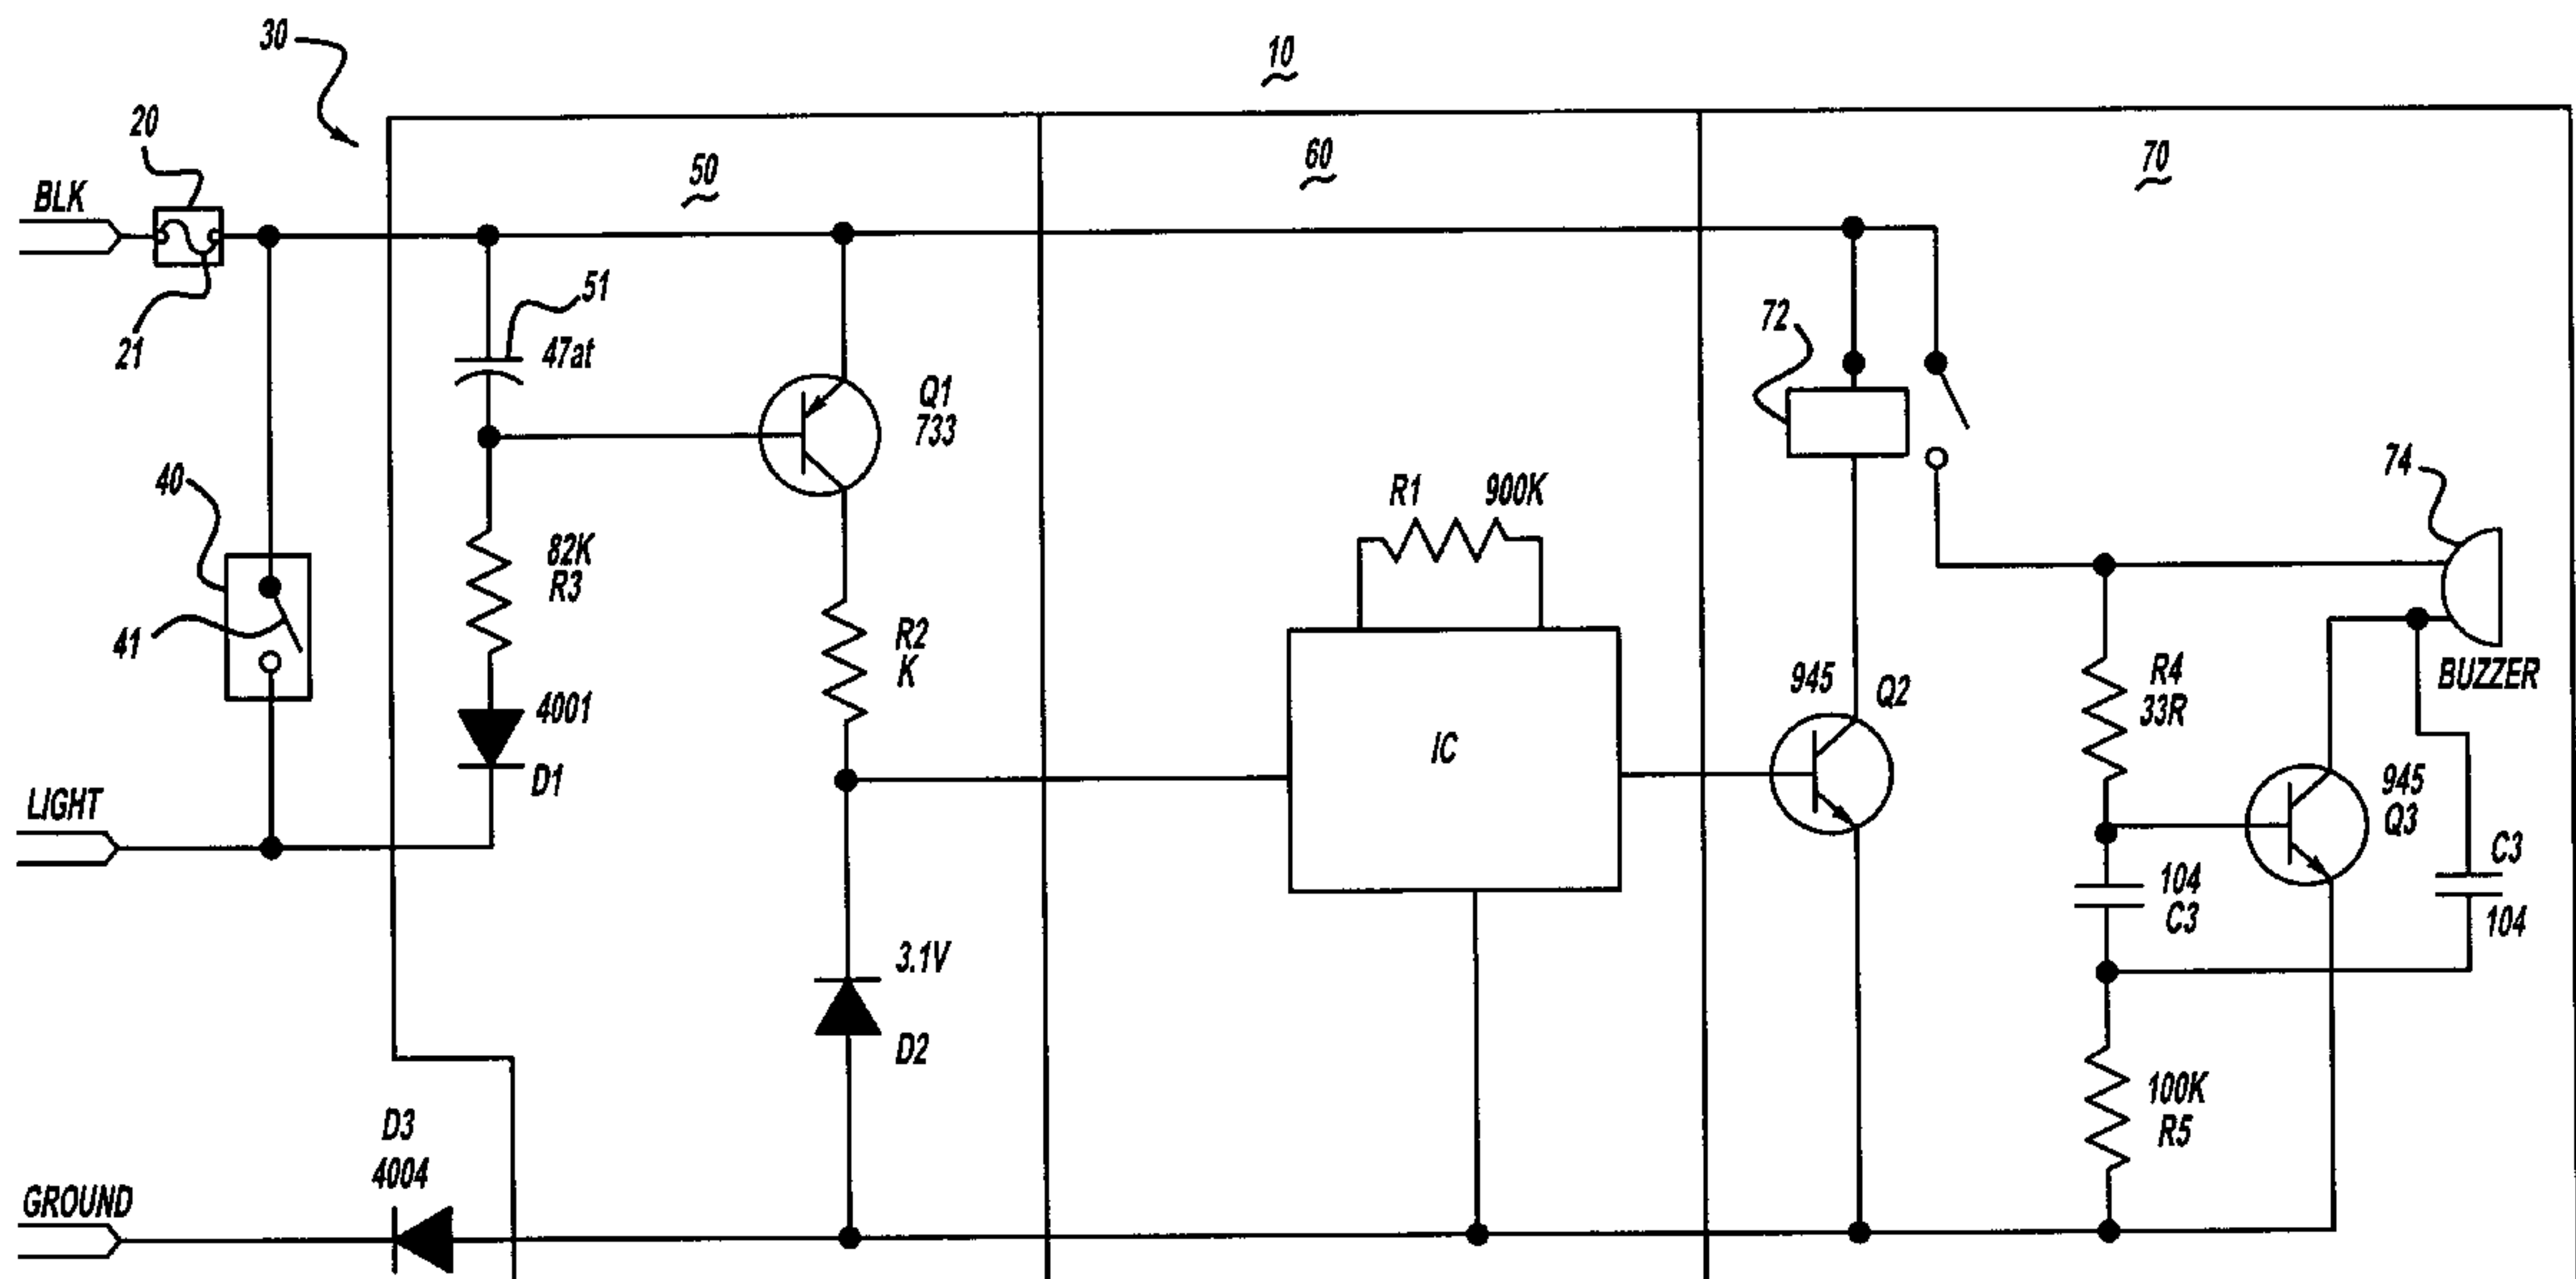 30
10
20
50
60
70
BLK
51
21
47at
72
Q1
733
40
R1 900K
74
82K
R3
41
R2
K
945
Q2
R4
33R
BUZZER
4001
D1
IC
LIGHT
945
Q3
104
C3
C3
104
3.1V
D2
100K
R5
D3
4004
GROUND